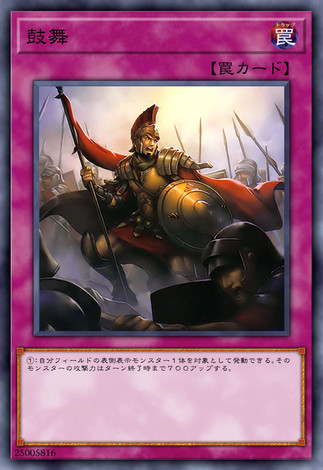 鼓舞
トラップ
罠
【罠カード】
①:自分フィールドの表側表示モンスター１体を対象として発動できる。その
モンスターの攻撃力はターン終了時まで７００アップする。
25005816